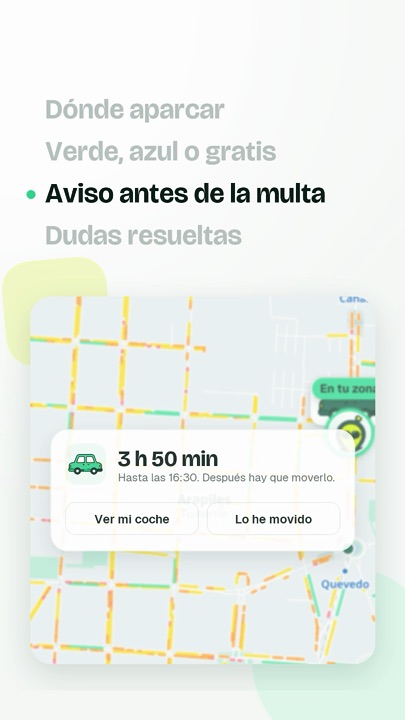 Dónde aparcar
Verde, azul o gratis
Aviso antes de la multa
Dudas resueltas
En tu zona
3 h 50 min
Hasta las 16:30. Después hay que moverlo.
Arapiles
Ver mi coche
Lo he movido
Quevedo